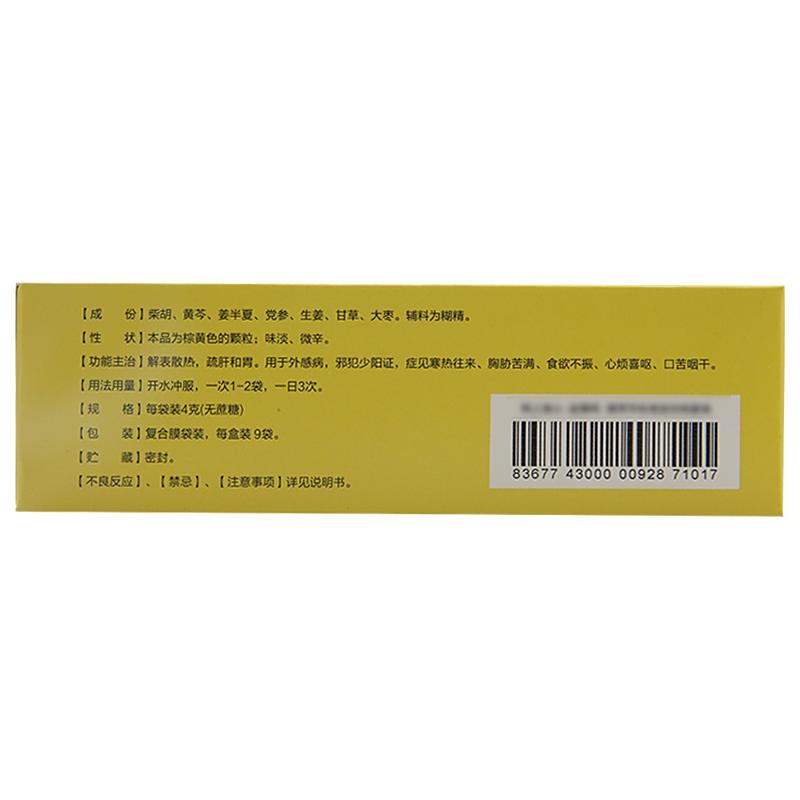 【成　份】柴胡、黄芩、姜半夏、党参、生姜、甘草、大枣。辅料为糊精。
【性　状】本品为棕黄色的颗粒；味淡、微辛。
【功能主治】解表散热，疏肝和胃。用于外感病，邪犯少阳证，症见寒热往来、胸胁苦满、食欲不振、心烦喜呕、口苦咽干。
【用法用量】开水冲服，一次1-2袋，一日3次。
【规　格】每袋装4克(无蔗糖)
【包　装】复合膜袋装，每盒装9袋。
【贮　藏】密封。
【不良反应】、【禁忌】、【注意事项】详见说明书。
83677 43000 00928 71017